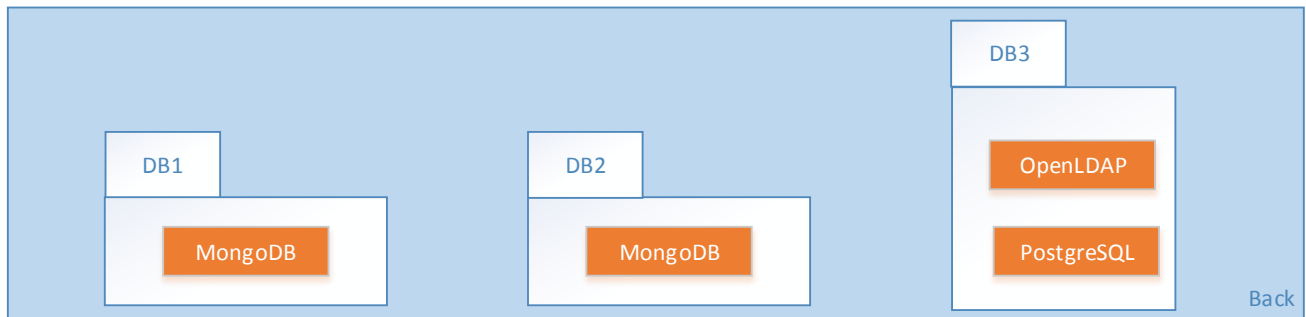 DB3
DB1
DB2
OpenLDAP
MongoDB
MongoDB
PostgreSQL
Back